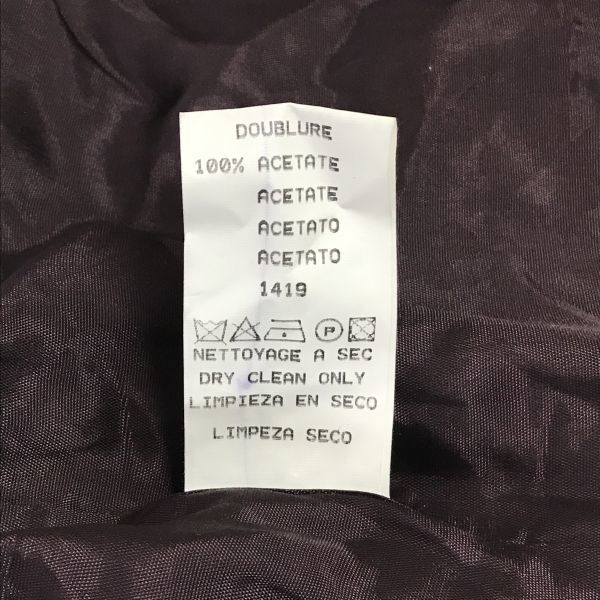 DOUBLURE
100% ACETATE
ACETATE
ACETATO
ACETATO
1419
P
NETTOYAGE A SEC
DRY CLEAN ONLY
LIMPIEZA EN SECO
LIMPEZA SECO